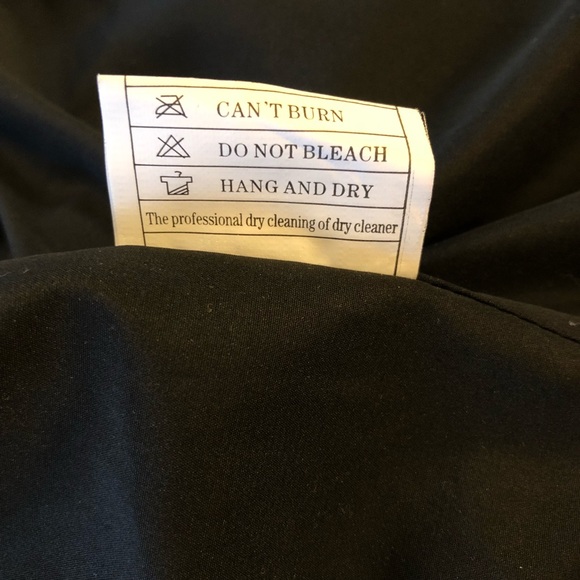 CAN'T BURN
DO NOT BLEACH
HANG AND DRY
The professional dry cleaning of dry cleaner